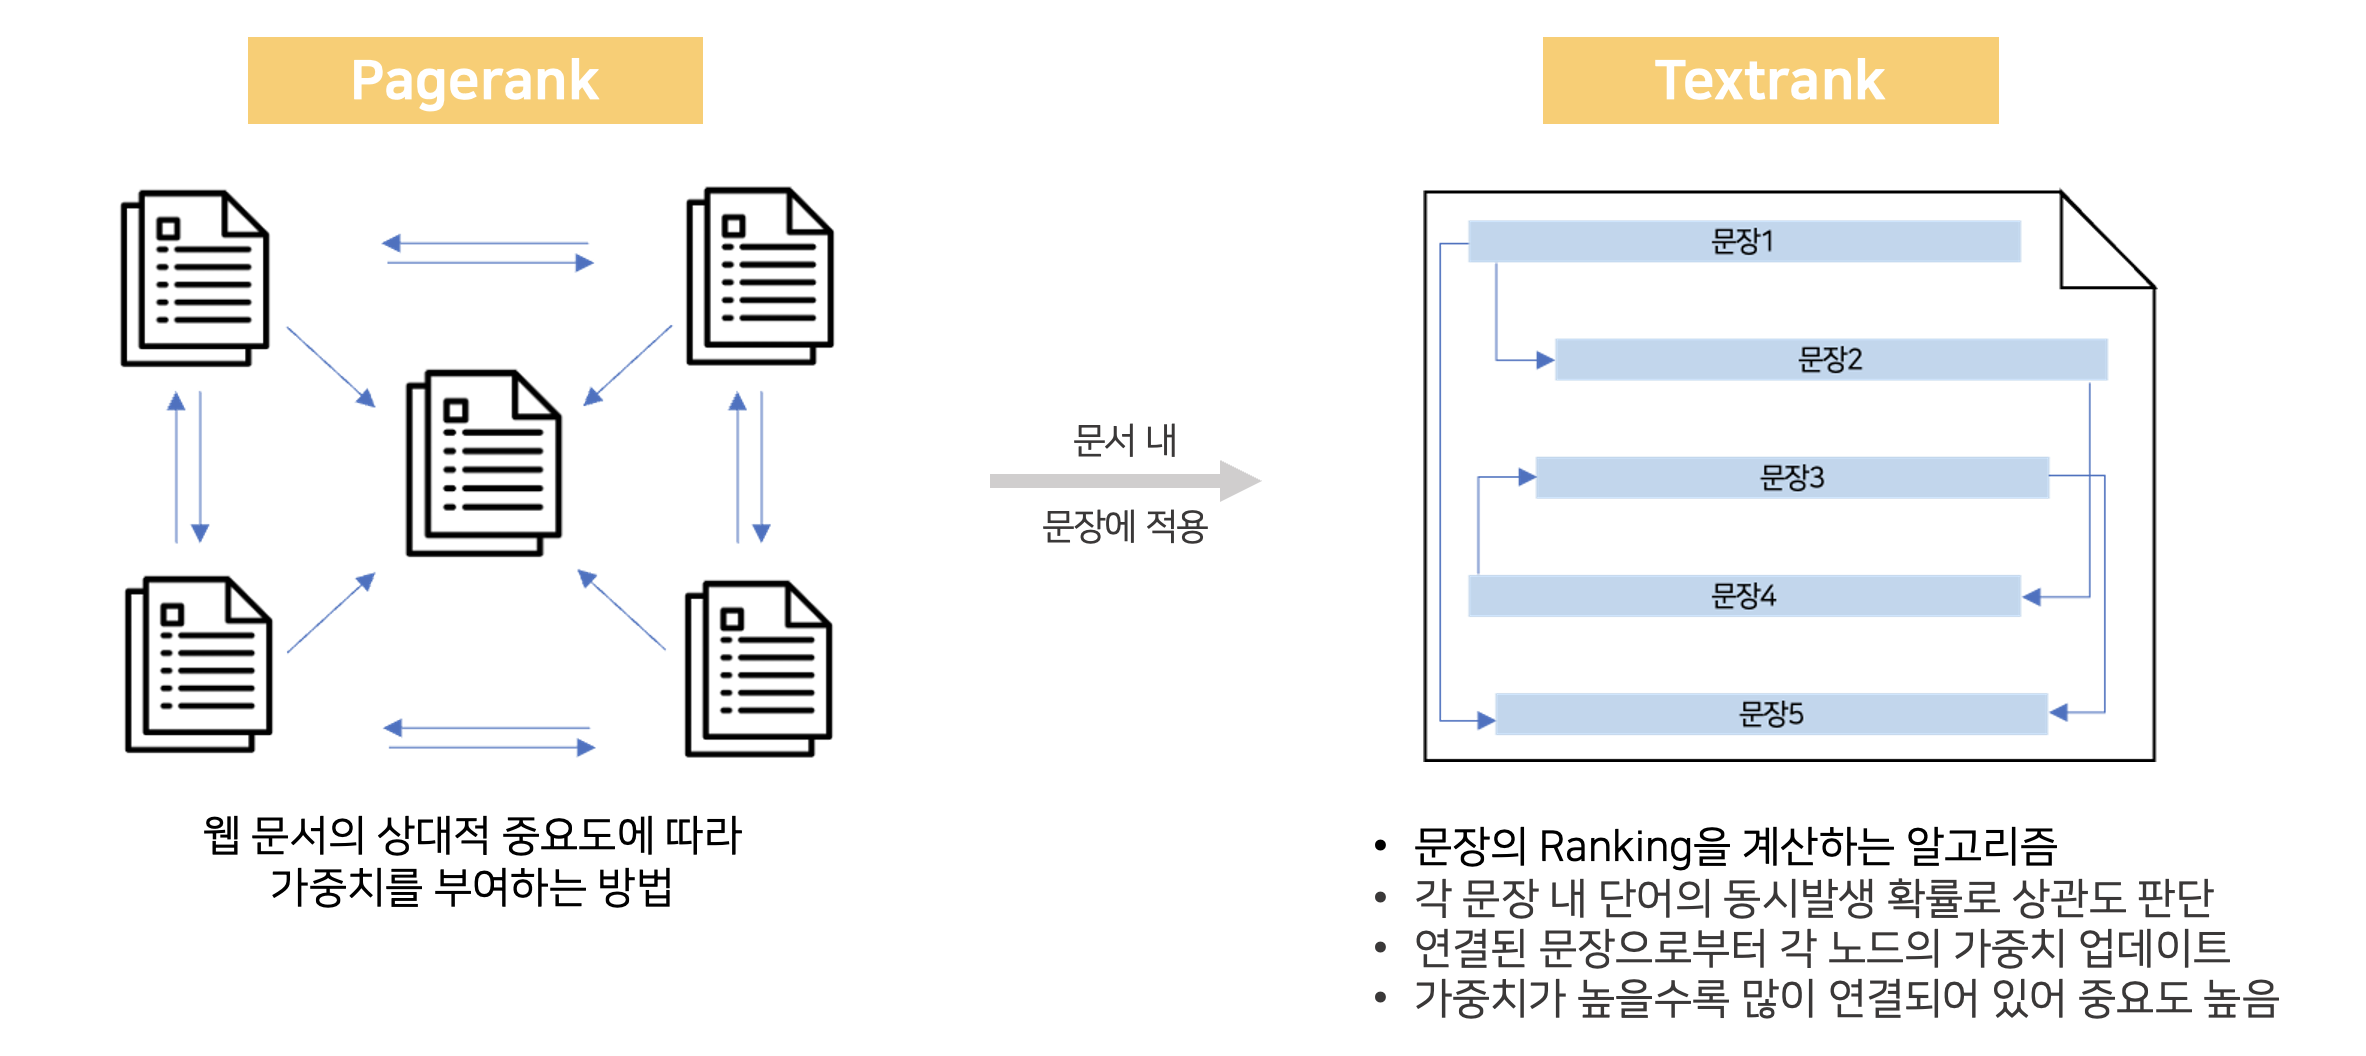 Pagerank
웹 문서의 상대적 중요도에 따라
가중치를 부여하는 방법
문서 내
문장에 적용
Textrank
문장1
문장2
문장3
문장4
문장5
• 문장의 Ranking을 계산하는 알고리즘
• 각 문장 내 단어의 동시발생 확률로 상관도 판단
• 연결된 문장으로부터 각 노드의 가중치 업데이트
• 가중치가 높을수록 많이 연결되어 있어 중요도 높음